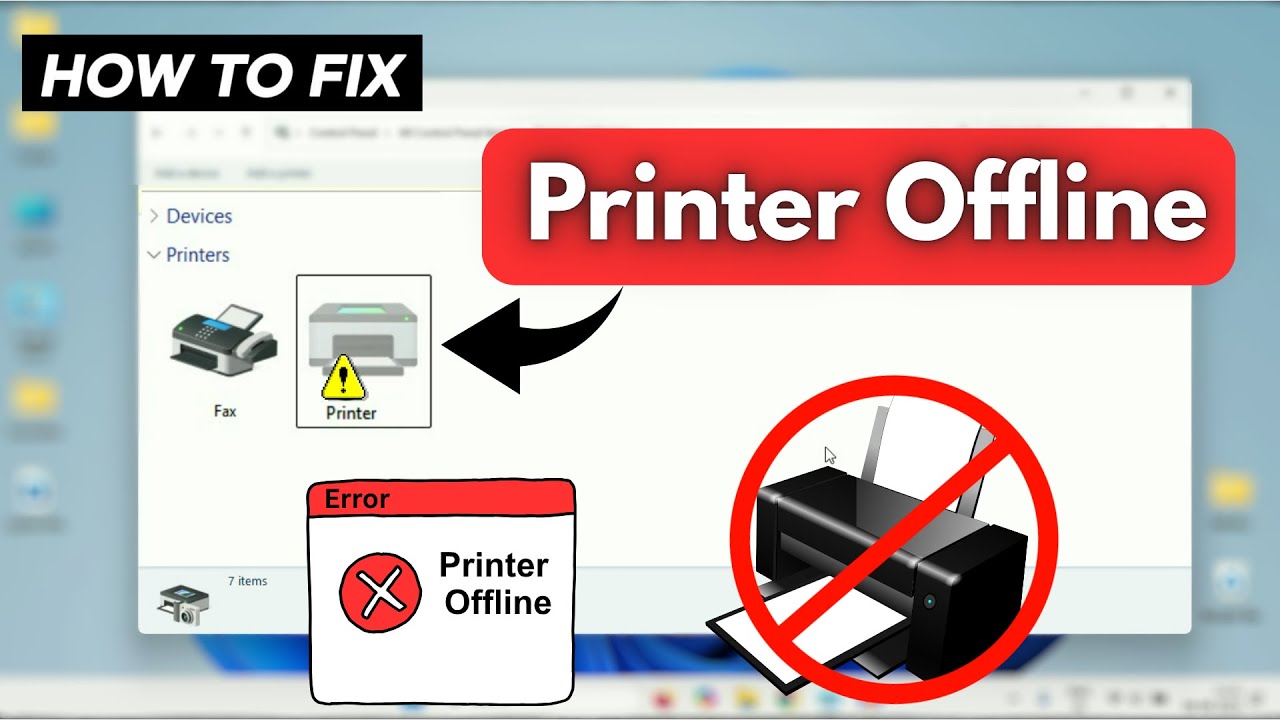 HOW TO FIX
Printer Offline
Devices
Printers
Fax
Printer
Error
Printer
Offline
7 items